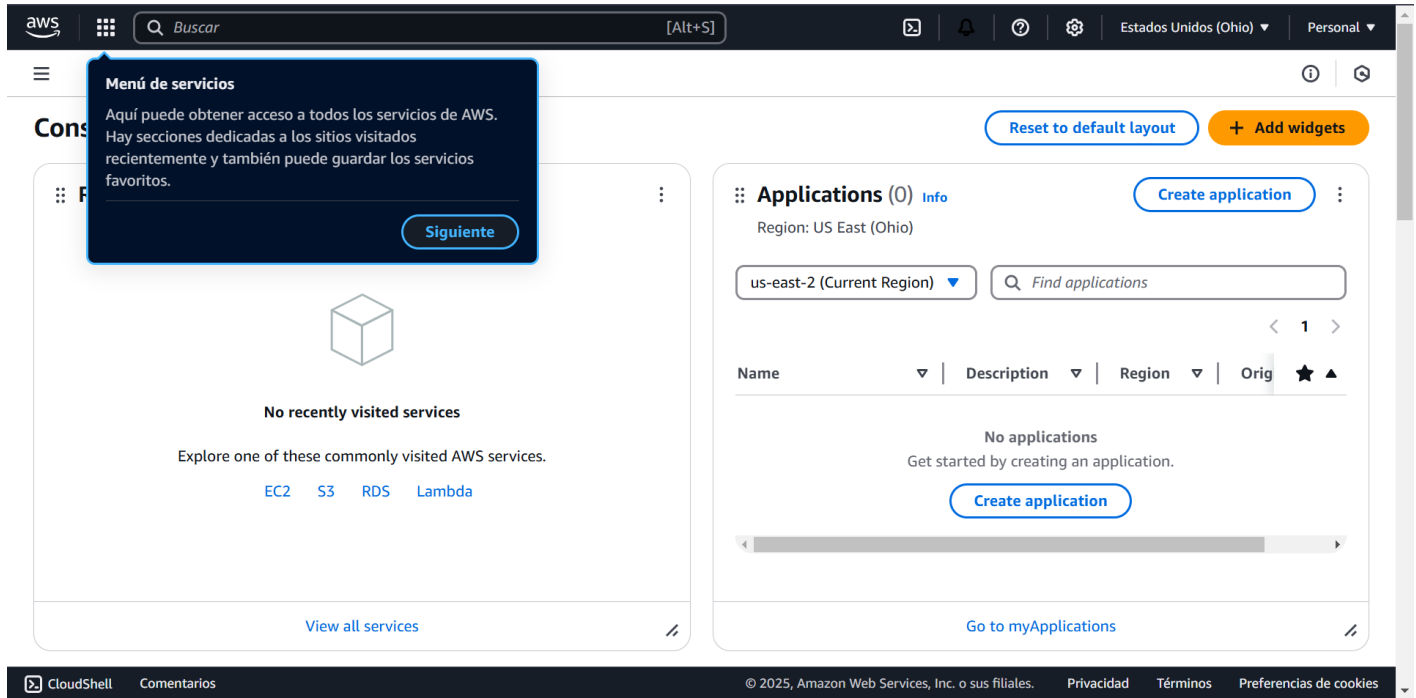 aws
Buscar [Alt+S]
Estados Unidos (Ohio)
Personal
Menú de servicios
Aquí puede obtener acceso a todos los servicios de AWS.
Hay secciones dedicadas a los sitios visitados
recientemente y también puede guardar los servicios
favoritos.
Siguiente
Cons
Reset to default layout
+ Add widgets
No recently visited services
Explore one of these commonly visited AWS services.
EC2 S3 RDS Lambda
View all services
Applications (0) Info
Create application
Region: US East (Ohio)
us-east-2 (Current Region)
Find applications
1
Name Description Region Orig
No applications
Get started by creating an application.
Create application
Go to myApplications
CloudShell Comentarios © 2025, Amazon Web Services, Inc. o sus filiales. Privacidad Términos Preferencias de cookies